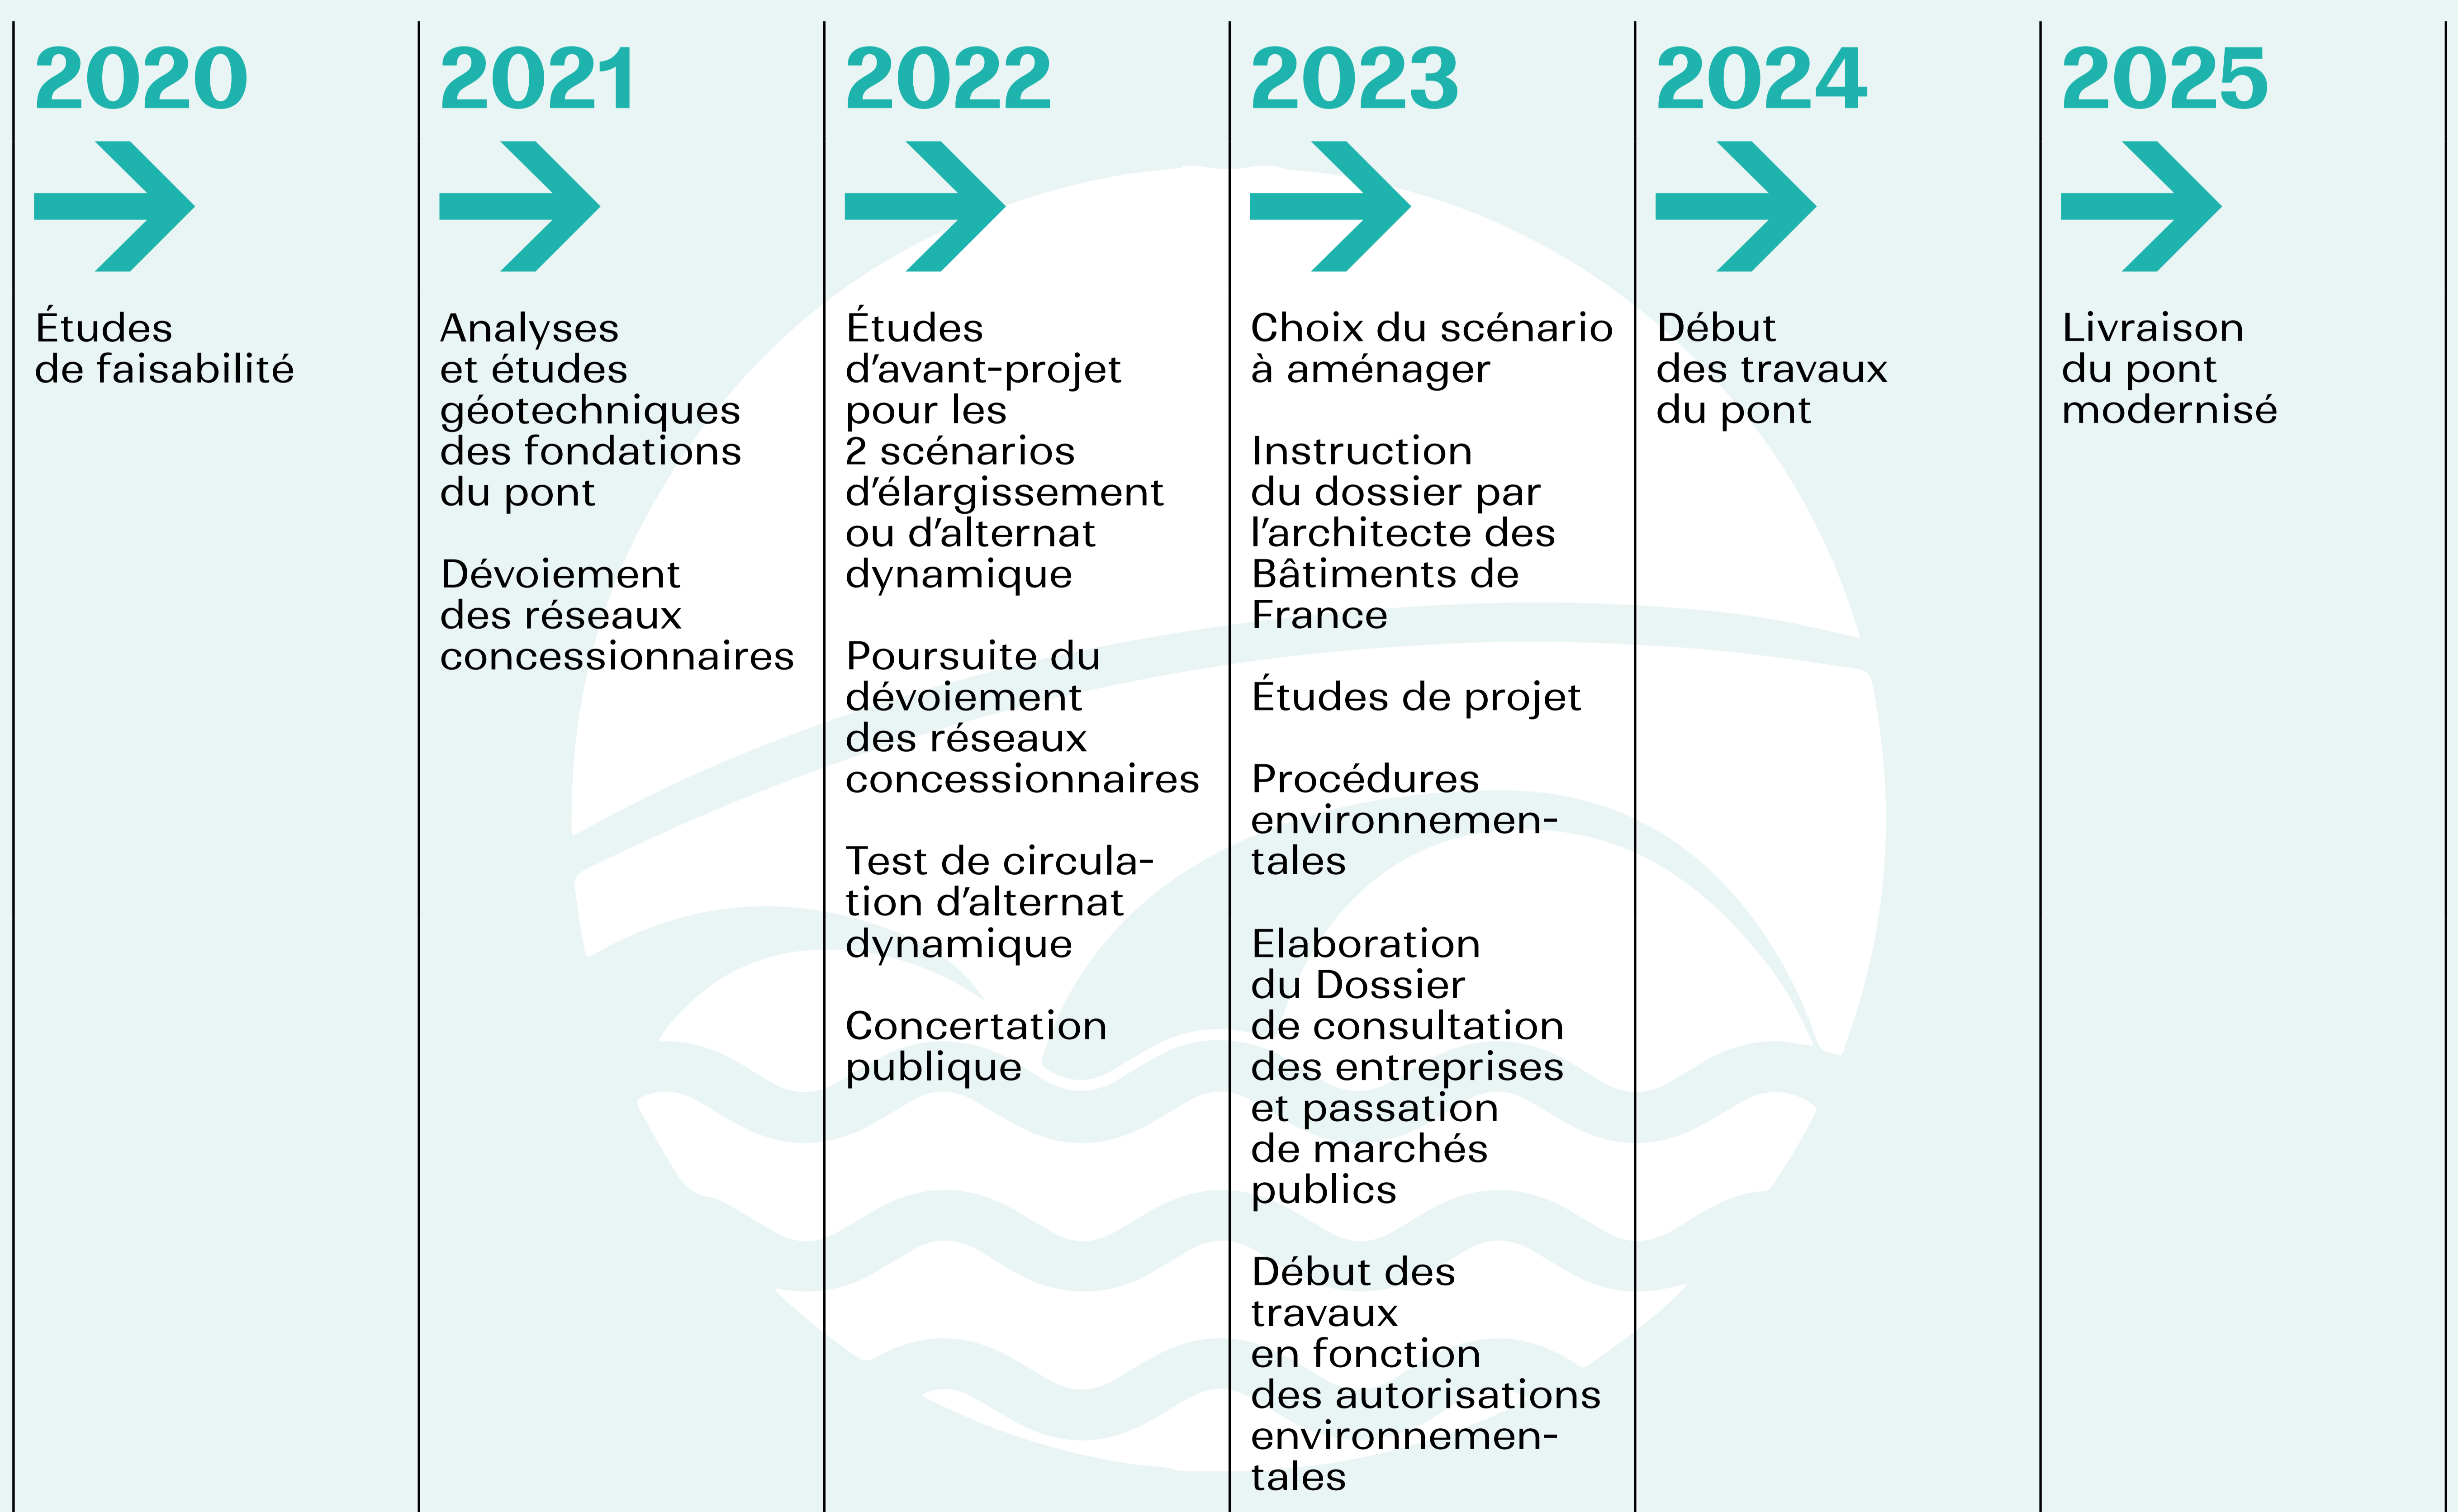 2020
Études
de faisabilité
2021
Analyses
et études
géotechniques
des fondations
du pont
Dévoiement
des réseaux
concessionnaires
2022
Études
d’avant-projet
pour les
2 scénarios
d’élargissement
ou d’alternat
dynamique
Poursuite du
dévoiement
des réseaux
concessionnaires
Test de circula-
tion d’alternat
dynamique
Concertation
publique
2023
Choix du scénario
à aménager
Instruction
du dossier par
l’architecte des
Bâtiments de
France
Études de projet
Procédures
environnemen-
tales
Elaboration
du Dossier
de consultation
des entreprises
et passation
de marchés
publics
Début des
travaux
en fonction
des autorisations
environnemen-
tales
2024
Début
des travaux
du pont
2025
Livraison
du pont
modernisé